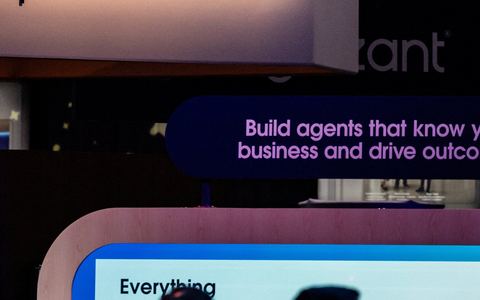 zant®
Build agents that know y
business and drive outco
Everything